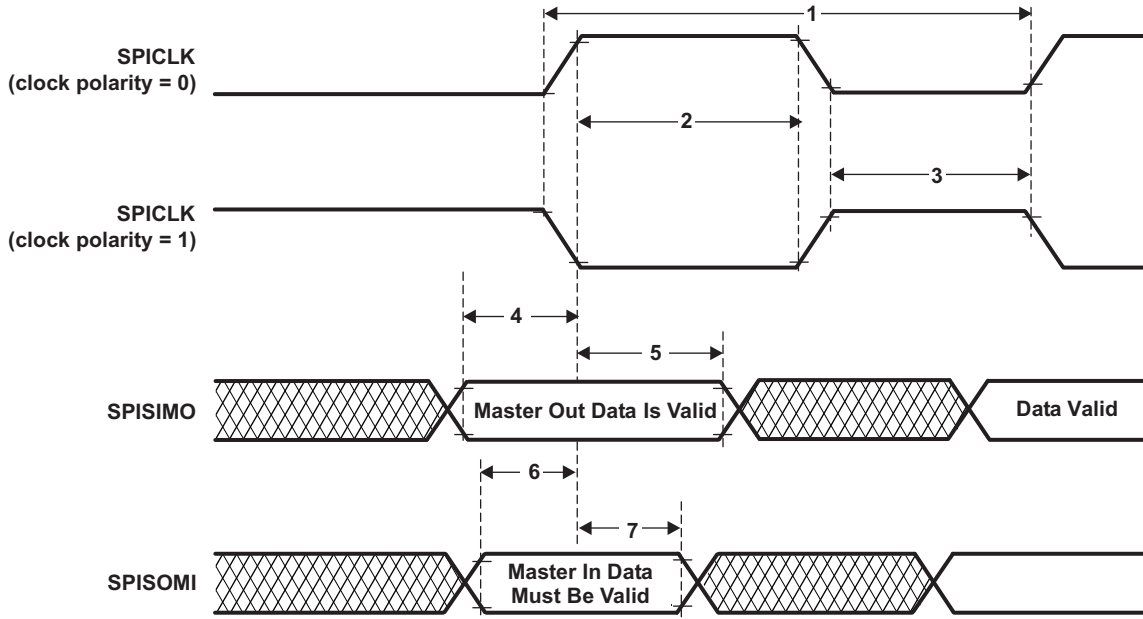 1
SPICLK
(clock polarity = 0)
2
3
SPICLK
(clock polarity = 1)
4
5
SPISIMO
Master Out Data Is Valid
Data Valid
6
7
SPISOMI
Master In Data
Must Be Valid